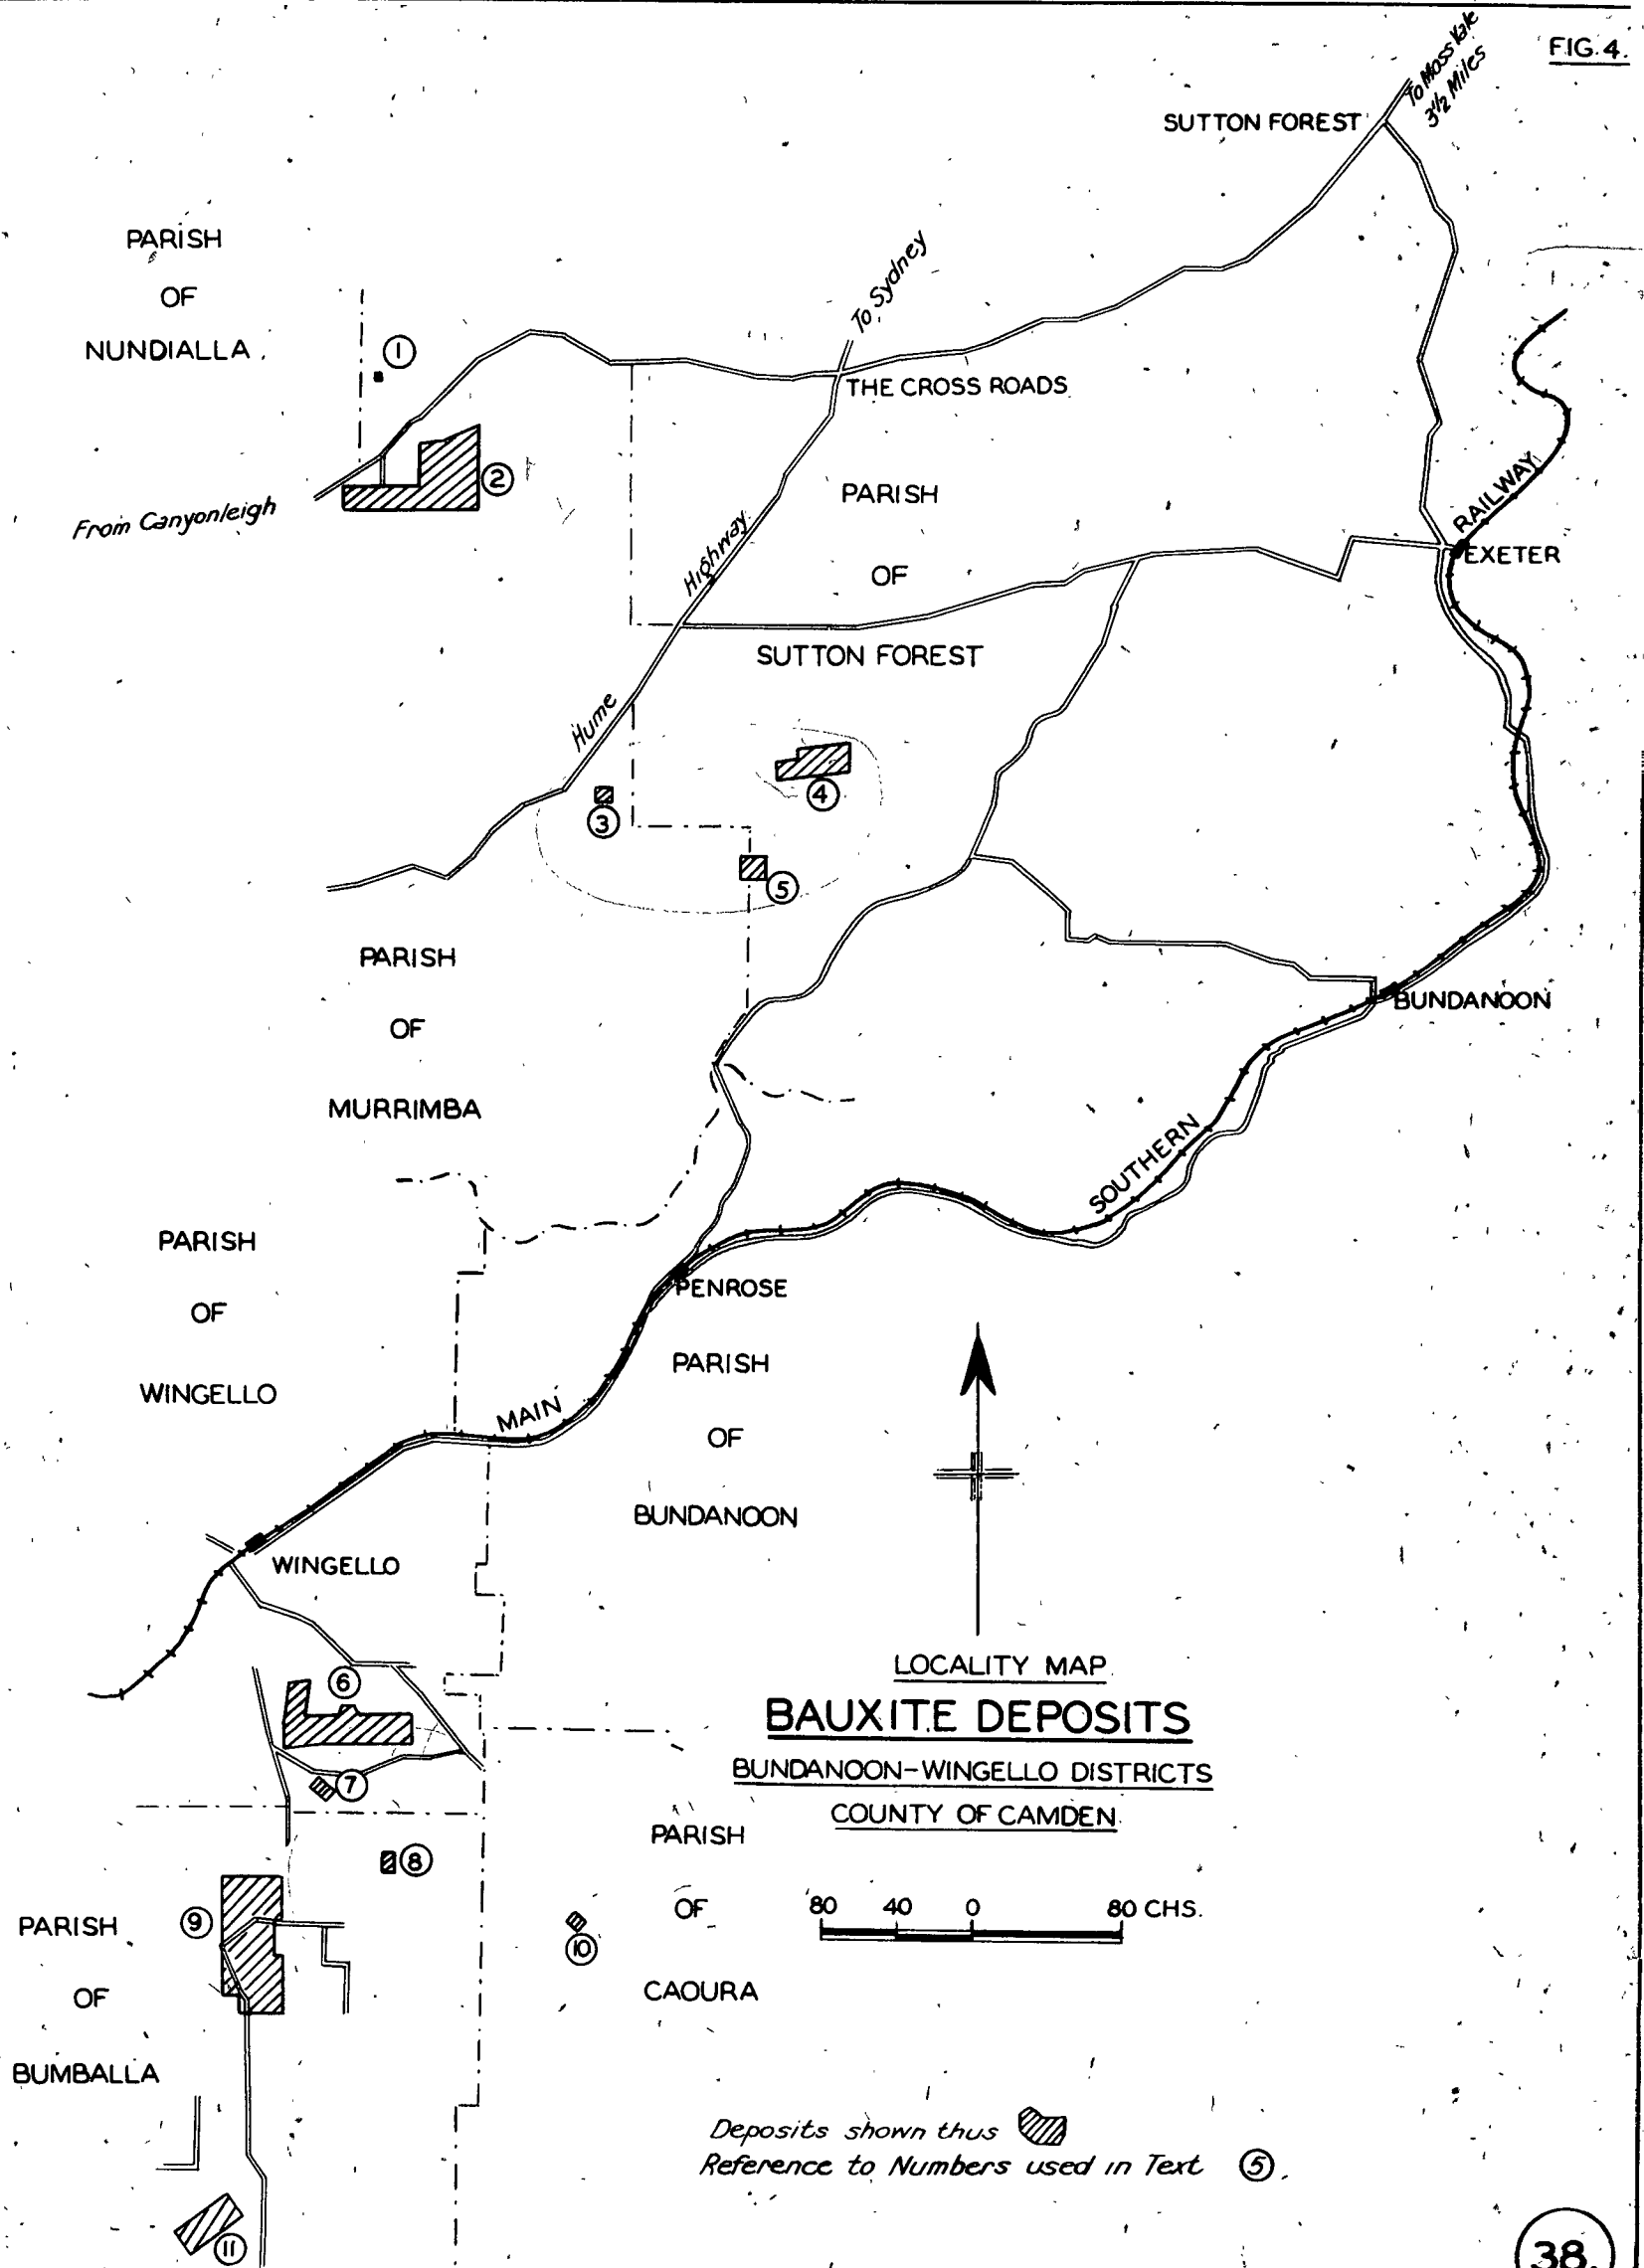 FIG. 4.
To Moss Vale
3½ Miles
SUTTON FOREST
PARISH
OF
NUNDIALLA
To Sydney
1
THE CROSS ROADS
2
From Canyonleigh
PARISH
OF
SUTTON FOREST
Highway
Hume
RAILWAY
EXETER
4
3
5
PARISH
OF
MURRIMBA
BUNDANOON
SOUTHERN
PARISH
OF
WINGELLO
PENROSE
MAIN
PARISH
OF
BUNDANOON
WINGELLO
6
7
LOCALITY MAP
BAUXITE DEPOSITS
BUNDANOON-WINGELLO DISTRICTS
COUNTY OF CAMDEN
8
PARISH
OF
CAOURA
80 40 0 80 CHS.
9
10
PARISH
OF
BUMBALLA
Deposits shown thus
Reference to Numbers used in Text 5
11
38.